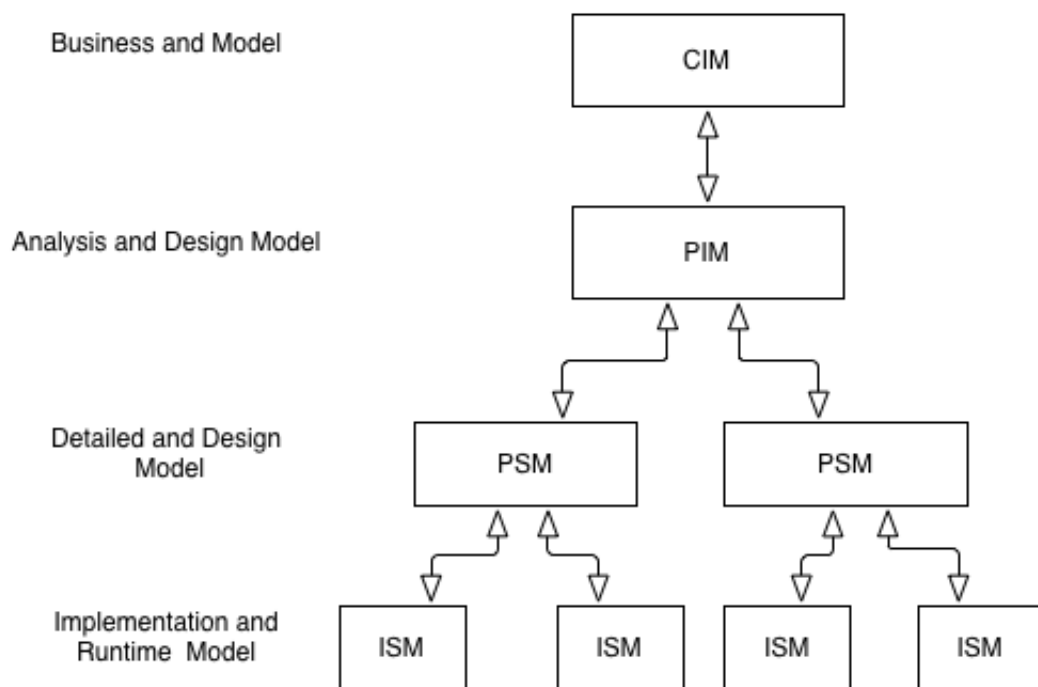 Business and Model
CIM
Analysis and Design Model
PIM
Detailed and Design
Model
PSM
PSM
Implementation and
Runtime Model
ISM
ISM
ISM
ISM